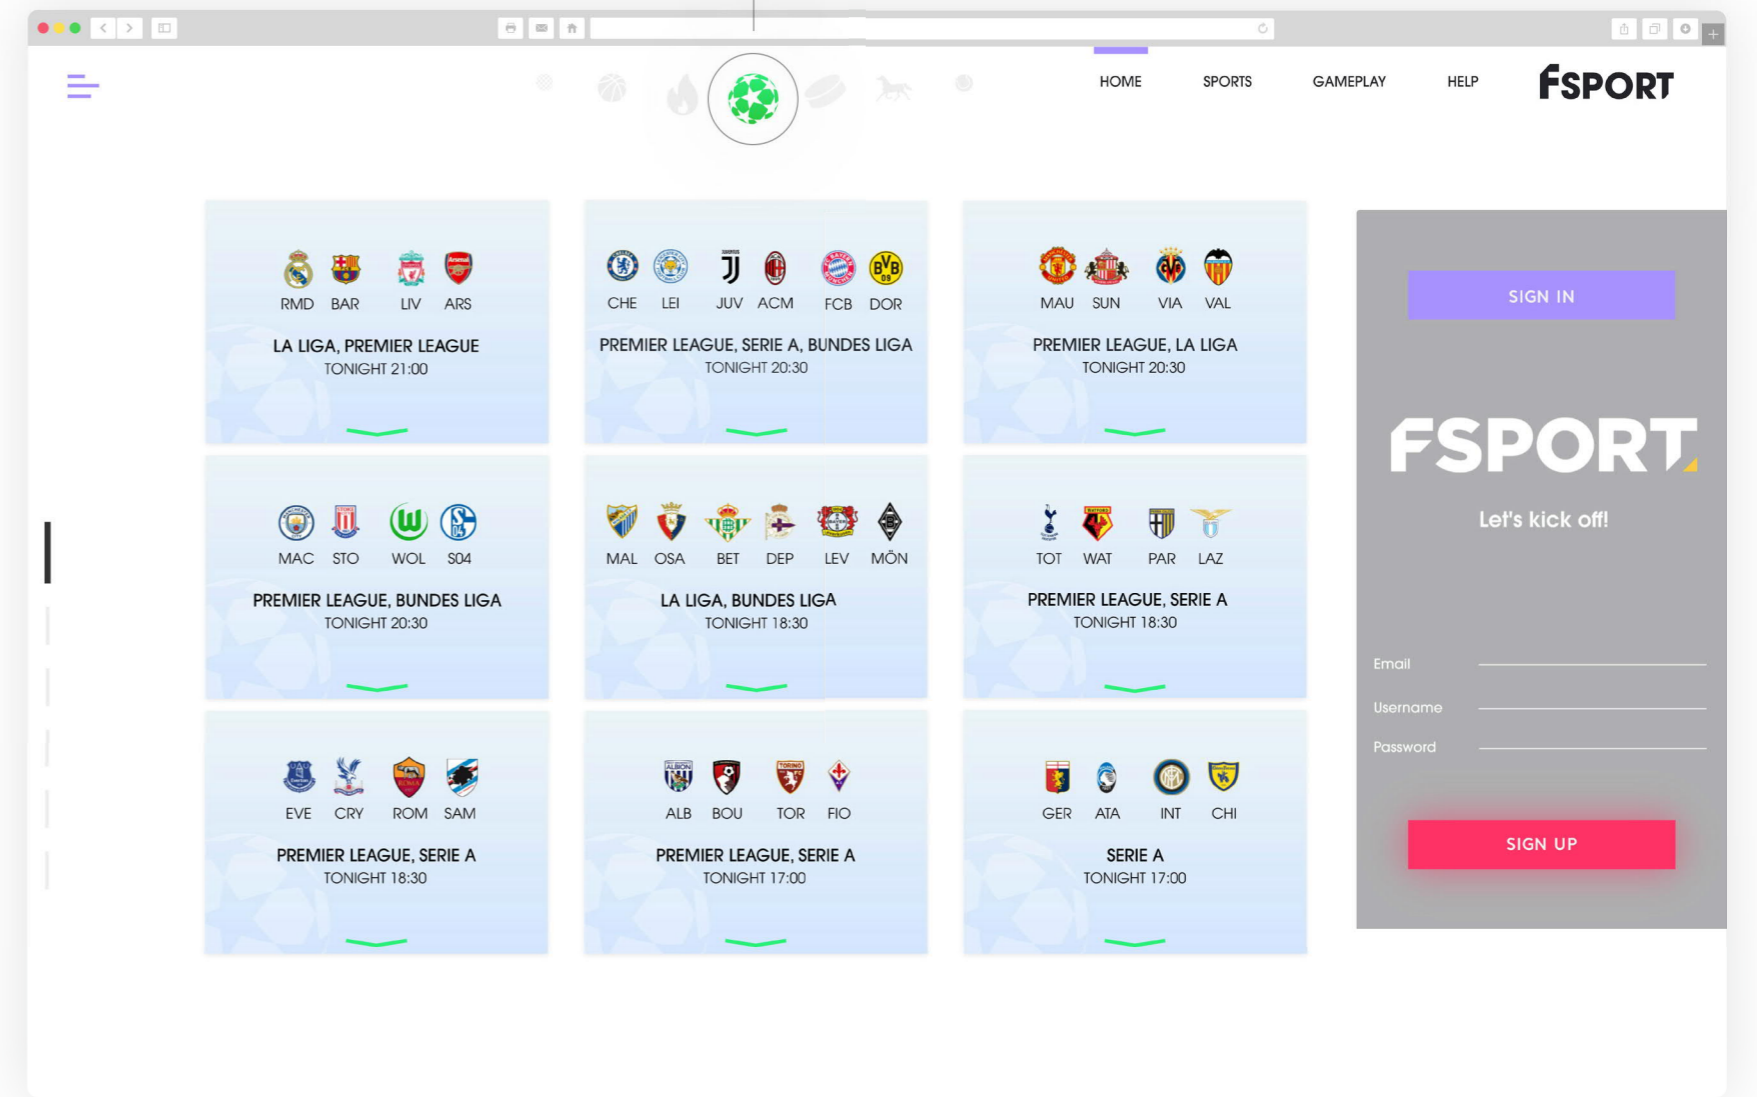 HOME SPORTS GAMEPLAY HELP FSPORT
RMD BAR LIV ARS
LA LIGA, PREMIER LEAGUE
TONIGHT 21:00
CHE LEI JUV ACM FCB DOR
PREMIER LEAGUE, SERIE A, BUNDES LIGA
TONIGHT 20:30
MAU SUN VIA VAL
PREMIER LEAGUE, LA LIGA
TONIGHT 20:30
MAC STO WOL S04
PREMIER LEAGUE, BUNDES LIGA
TONIGHT 20:30
MAL OSA BET DEP LEV MÖN
LA LIGA, BUNDES LIGA
TONIGHT 18:30
TOT WAT PAR LAZ
PREMIER LEAGUE, SERIE A
TONIGHT 18:30
EVE CRY ROM SAM
PREMIER LEAGUE, SERIE A
TONIGHT 18:30
ALB BOU TOR FIO
PREMIER LEAGUE, SERIE A
TONIGHT 17:00
GER ATA INT CHI
SERIE A
TONIGHT 17:00
SIGN IN
FSPORT
Let's kick off!
Email
Username
Password
SIGN UP